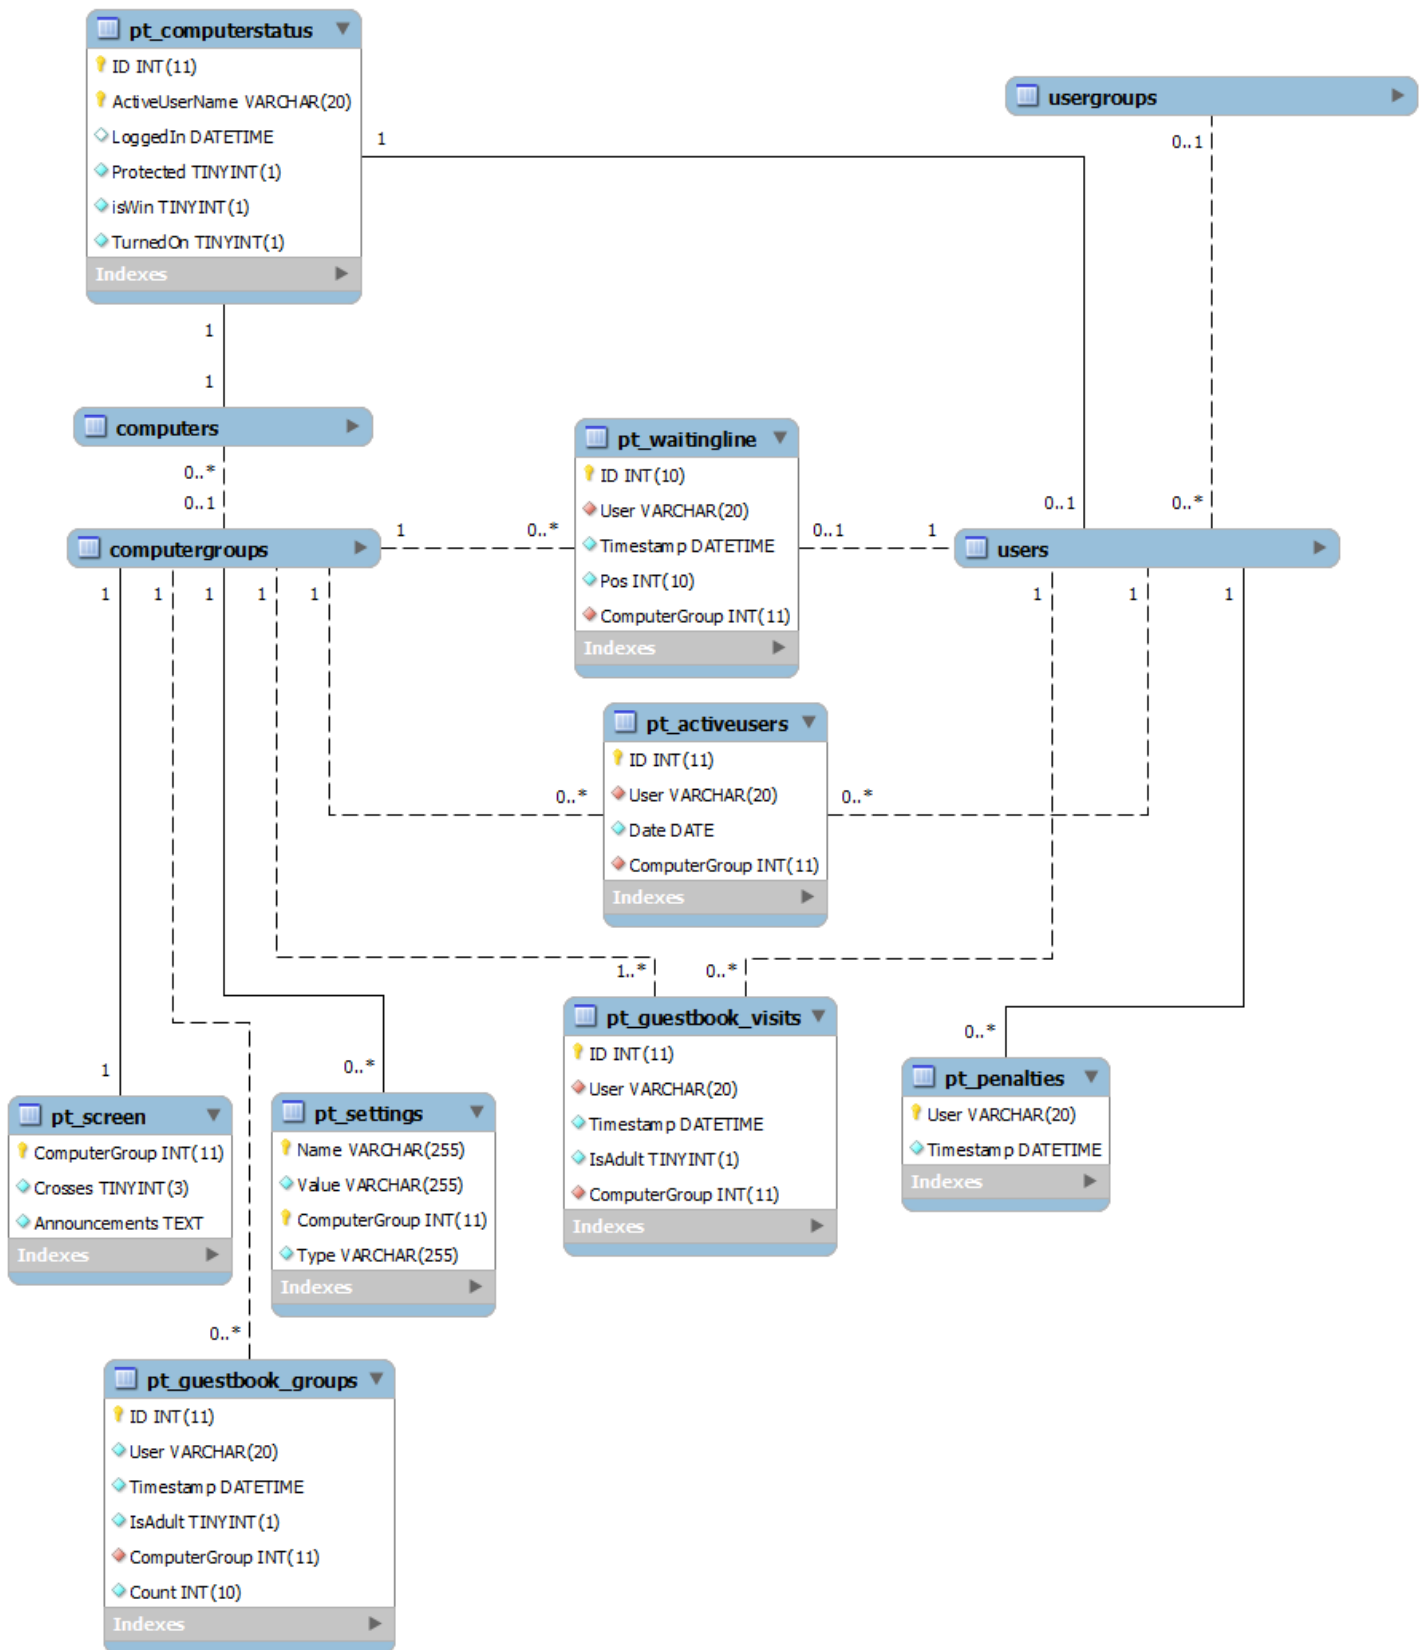 pt_computerstatus
ID INT(11)
ActiveUserName VARCHAR(20)
LoggedIn DATETIME
Protected TINYINT(1)
isWin TINYINT(1)
TurnedOn TINYINT(1)
Indexes
1
usergroups
0..1
1
1
computers
0..*
0..1
computergroups
1
0..*
pt_waitingline
ID INT(10)
User VARCHAR(20)
Timestamp DATETIME
Pos INT(10)
ComputerGroup INT(11)
Indexes
0..1
1
0..1
0..*
users
1
1
1
1
1
1
1
1
pt_activeusers
ID INT(11)
User VARCHAR(20)
Date DATE
ComputerGroup INT(11)
Indexes
0..*
0..*
1..*
0..*
pt_guestbook_visits
ID INT(11)
User VARCHAR(20)
Timestamp DATETIME
IsAdult TINYINT(1)
ComputerGroup INT(11)
Indexes
0..*
pt_penalties
User VARCHAR(20)
Timestamp DATETIME
Indexes
1
pt_screen
ComputerGroup INT(11)
Crosses TINYINT(3)
Announcements TEXT
Indexes
0..*
pt_settings
Name VARCHAR(255)
Value VARCHAR(255)
ComputerGroup INT(11)
Type VARCHAR(255)
Indexes
0..*
pt_guestbook_groups
ID INT(11)
User VARCHAR(20)
Timestamp DATETIME
IsAdult TINYINT(1)
ComputerGroup INT(11)
Count INT(10)
Indexes